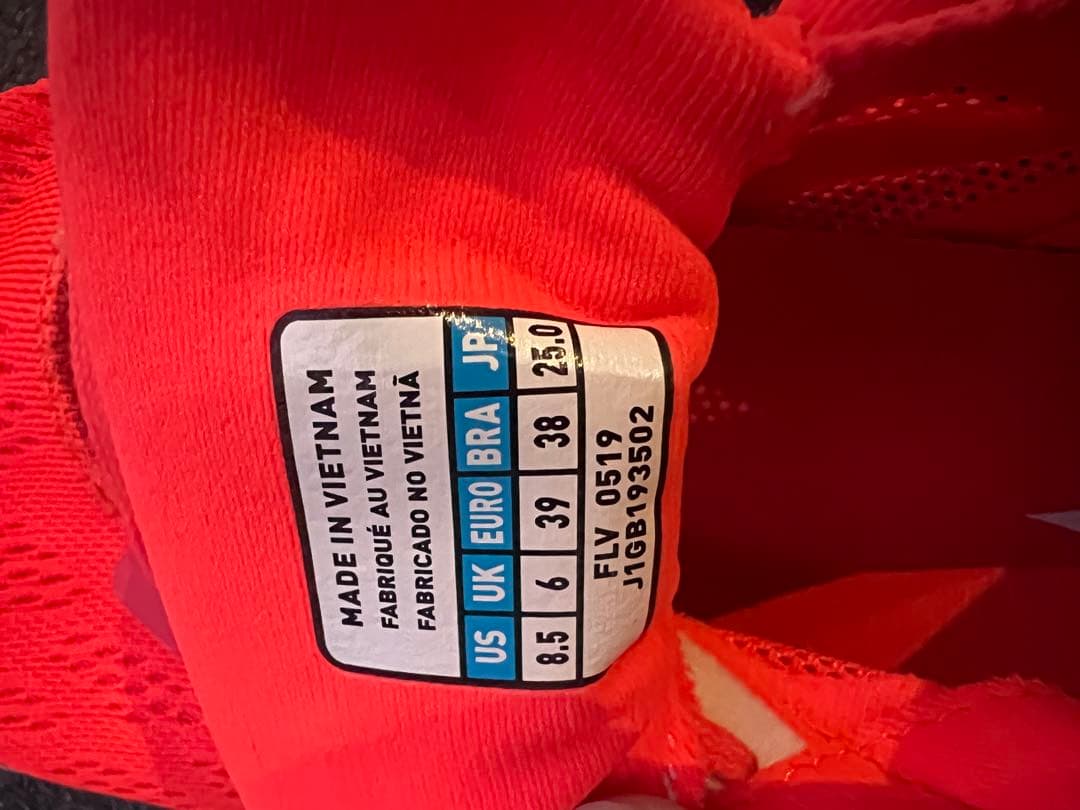 MADE IN VIETNAM
FABRIQUÉ AU VIETNAM
FABRICADO NO VIETNÃ
US UK EURO BRA JP
8.5 6 39 38 25.0
FLV 0519
J1GB193502